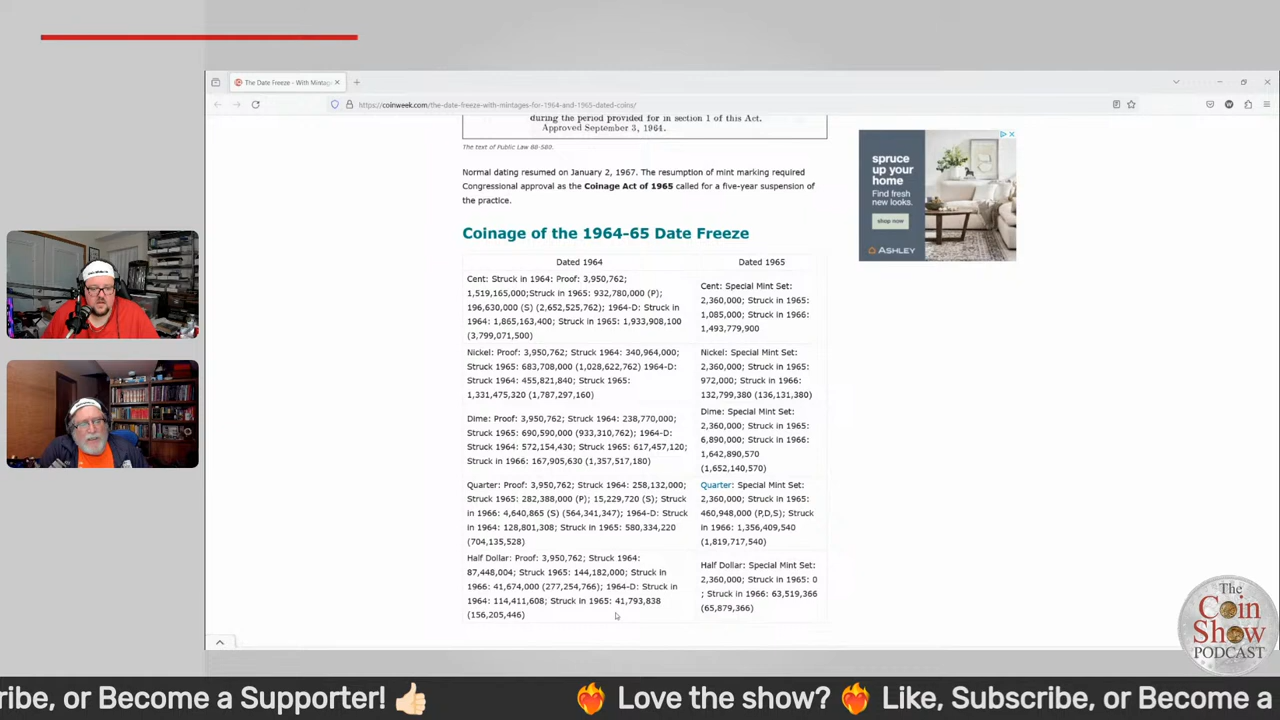 The Date Freeze - With Mintag
https://coinweek.com/the-date-freeze-with-mintages-for-1964-and-1965-dated-coins/
during the period provided for in section 1 of this Act.
Approved September 3, 1964.
The text of Public Law 88-580.
Normal dating resumed on January 2, 1967. The resumption of mint marking required
Congressional approval as the Coinage Act of 1965 called for a five-year suspension of
the practice.
Coinage of the 1964-65 Date Freeze
Dated 1964
Cent: Struck in 1964: Proof: 3,950,762;
1,519,165,000;Struck in 1965: 932,780,000 (P);
196,630,000 (S) (2,652,525,762); 1964-D: Struck in
1964: 1,865,163,400; Struck in 1965: 1,933,908,100
(3,799,071,500)
Nickel: Proof: 3,950,762; Struck 1964: 340,964,000;
Struck 1965: 683,708,000 (1,028,622,762) 1964-D:
Struck 1964: 455,821,840; Struck 1965:
1,331,475,320 (1,787,297,160)
Dime: Proof: 3,950,762; Struck 1964: 238,770,000;
Struck 1965: 690,590,000 (933,310,762); 1964-D:
Struck 1964: 572,154,430; Struck 1965: 617,457,120;
Struck in 1966: 167,905,630 (1,357,517,180)
Quarter: Proof: 3,950,762; Struck 1964: 258,132,000;
Struck 1965: 282,388,000 (P); 15,229,720 (S); Struck
in 1966: 4,640,865 (S) (564,341,347); 1964-D: Struck
in 1964: 128,801,308; Struck in 1965: 580,334,220
(704,135,528)
Half Dollar: Proof: 3,950,762; Struck 1964:
87,448,004; Struck 1965: 144,182,000; Struck in
1966: 41,674,000 (277,254,766); 1964-D: Struck in
1964: 114,411,608; Struck in 1965: 41,793,838
(156,205,446)
Dated 1965
Cent: Special Mint Set:
2,360,000; Struck in 1965:
1,085,000; Struck in 1966:
1,493,779,900
Nickel: Special Mint Set:
2,360,000; Struck in 1965:
972,000; Struck in 1966:
132,799,380 (136,131,380)
Dime: Special Mint Set:
2,360,000; Struck in 1965:
6,890,000; Struck in 1966:
1,642,890,570
(1,652,140,570)
Quarter: Special Mint Set:
2,360,000; Struck in 1965:
460,948,000 (P,D,S); Struck
in 1966: 1,356,409,540
(1,819,717,540)
Half Dollar: Special Mint Set:
2,360,000; Struck in 1965: 0
; Struck in 1966: 63,519,366
(65,879,366)
spruce
up your
home
Find fresh
new looks.
shop now
ASHLEY
The
Coin
Show
PODCAST
ribe, or Become a Supporter! 👍🏻 ❤️‍🔥 Love the show? ❤️‍🔥 Like, Subscribe, or Become a